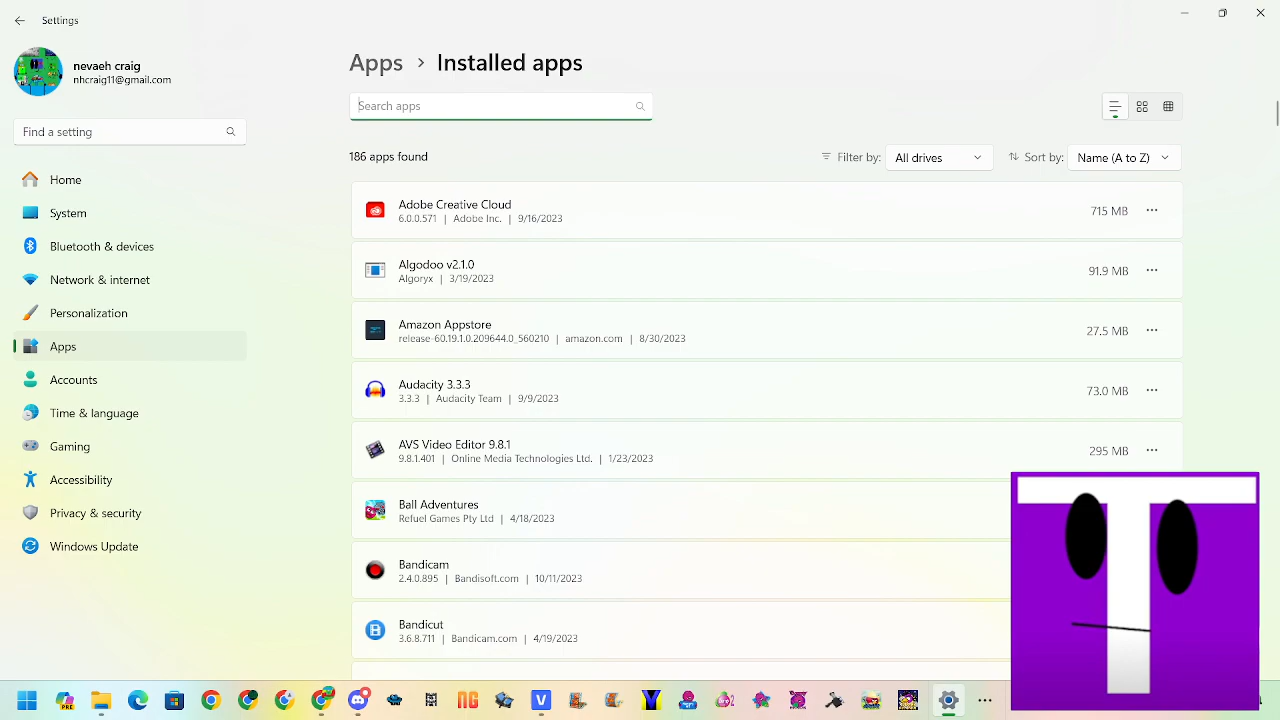 Settings
nevaeh craig
nhcraig11@gmail.com
Find a setting
Home
System
Bluetooth & devices
Network & internet
Personalization
Apps
Accounts
Time & language
Gaming
Accessibility
Privacy & security
Windows Update
Apps > Installed apps
Search apps
186 apps found
Filter by: All drives
Sort by: Name (A to Z)
Adobe Creative Cloud
6.0.0.571 | Adobe Inc. | 9/16/2023
715 MB
Algodoo v2.1.0
Algoryx | 3/19/2023
91.9 MB
Amazon Appstore
release-60.19.1.0.209644.0_560210 | amazon.com | 8/30/2023
27.5 MB
Audacity 3.3.3
3.3.3 | Audacity Team | 9/9/2023
73.0 MB
AVS Video Editor 9.8.1
9.8.1.401 | Online Media Technologies Ltd. | 1/23/2023
295 MB
Ball Adventures
Refuel Games Pty Ltd | 4/18/2023
Bandicam
2.4.0.895 | Bandisoft.com | 10/11/2023
Bandicut
3.6.8.711 | Bandicam.com | 4/19/2023
T